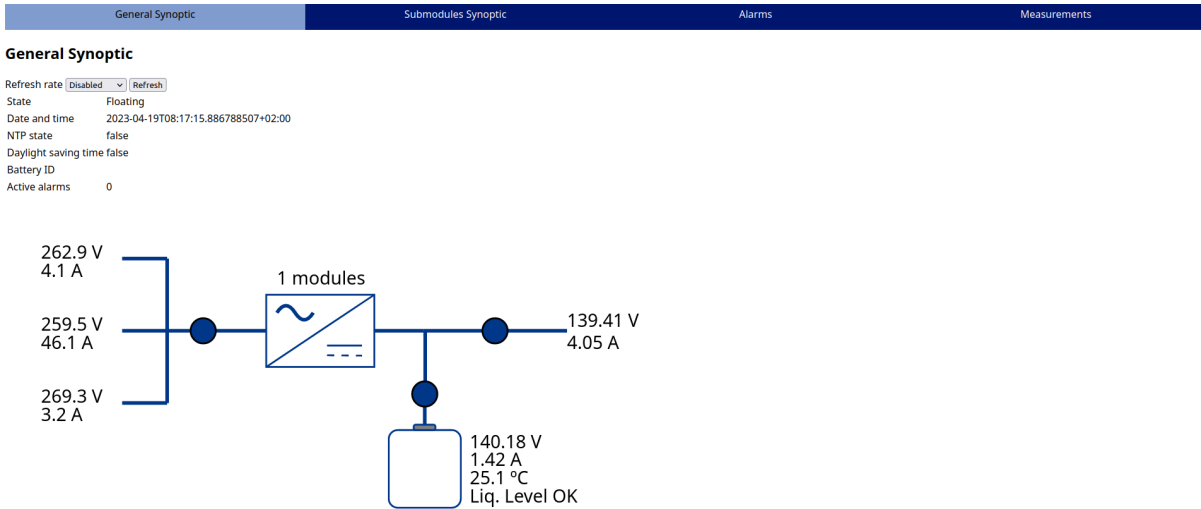 General Synoptic
Submodules Synoptic
Alarms
Measurements
General Synoptic
Refresh rate Disabled Refresh
State Floating
Date and time 2023-04-19T08:17:15.886788507+02:00
NTP state false
Daylight saving time false
Battery ID
Active alarms 0
262.9 V
4.1 A
1 modules
259.5 V
46.1 A
139.41 V
4.05 A
269.3 V
3.2 A
140.18 V
1.42 A
25.1 ºC
Liq. Level OK